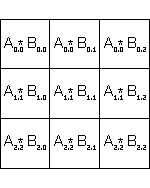 A0.0 * B0.0 A0.0 * B0.1 A0.0 * B0.2
A1.1 * B1.0 A1.1 * B1.1 A1.1 * B1.2
A2.2 * B2.0 A2.2 * B2.1 A2.2 * B2.2